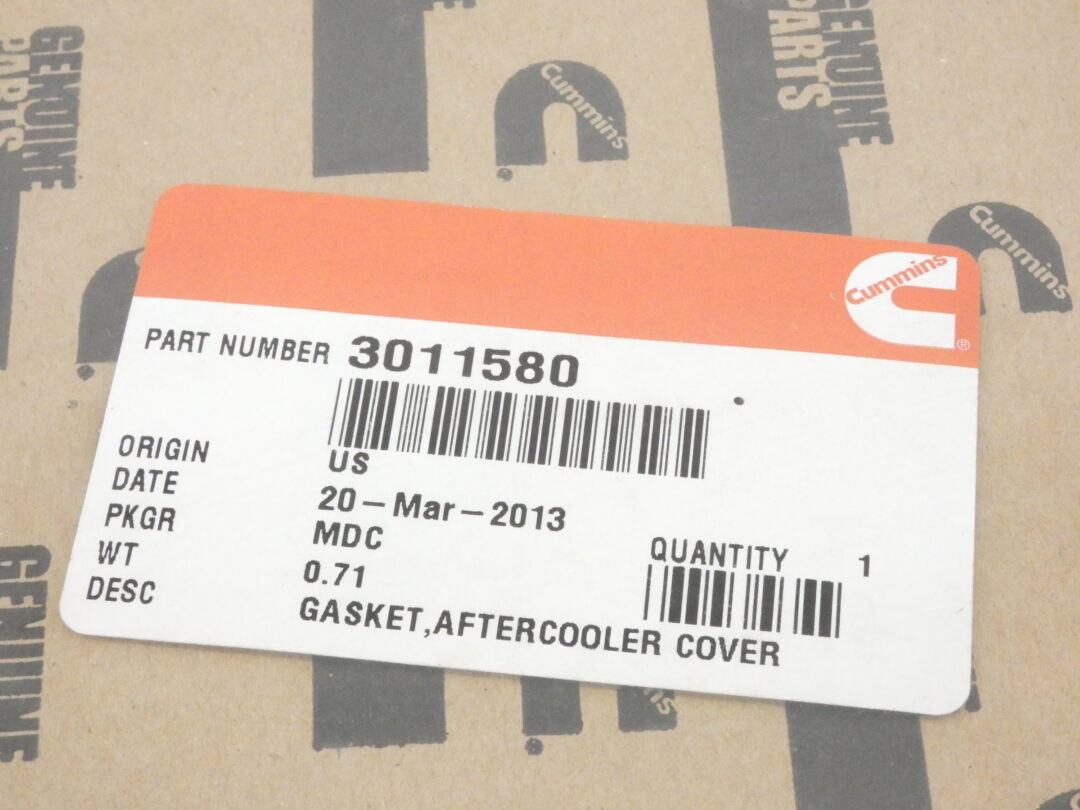 GENUINE
PARTS
Cummins
GENUINE
PARTS
Cummins
Cummins
®
PART NUMBER 3011580
ORIGIN US
DATE 20-Mar-2013
PKGR MDC
QUANTITY 1
WT 0.71
DESC GASKET,AFTERCOOLER COVER
GENUINE